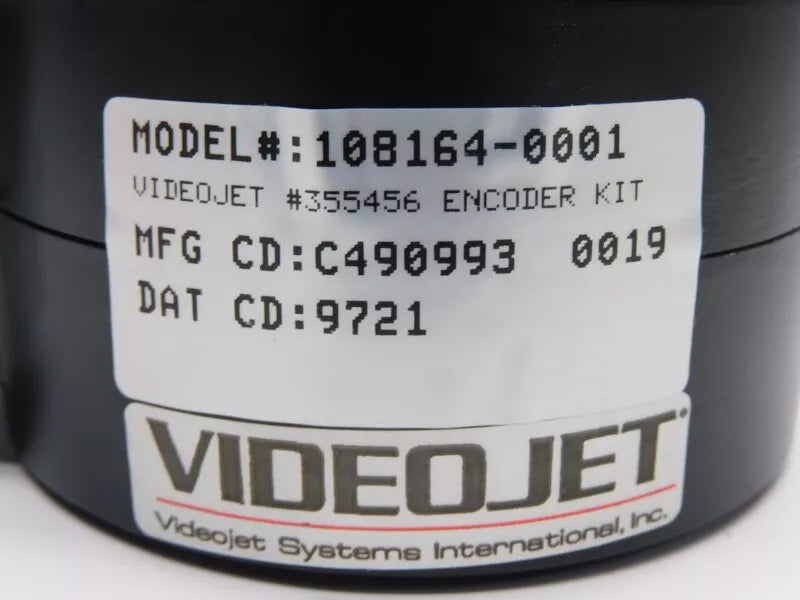 MODEL#:108164-0001
VIDEOJET #355456 ENCODER KIT
MFG CD:C490993 0019
DAT CD:9721
VIDEOJET
Videojet Systems International, Inc.